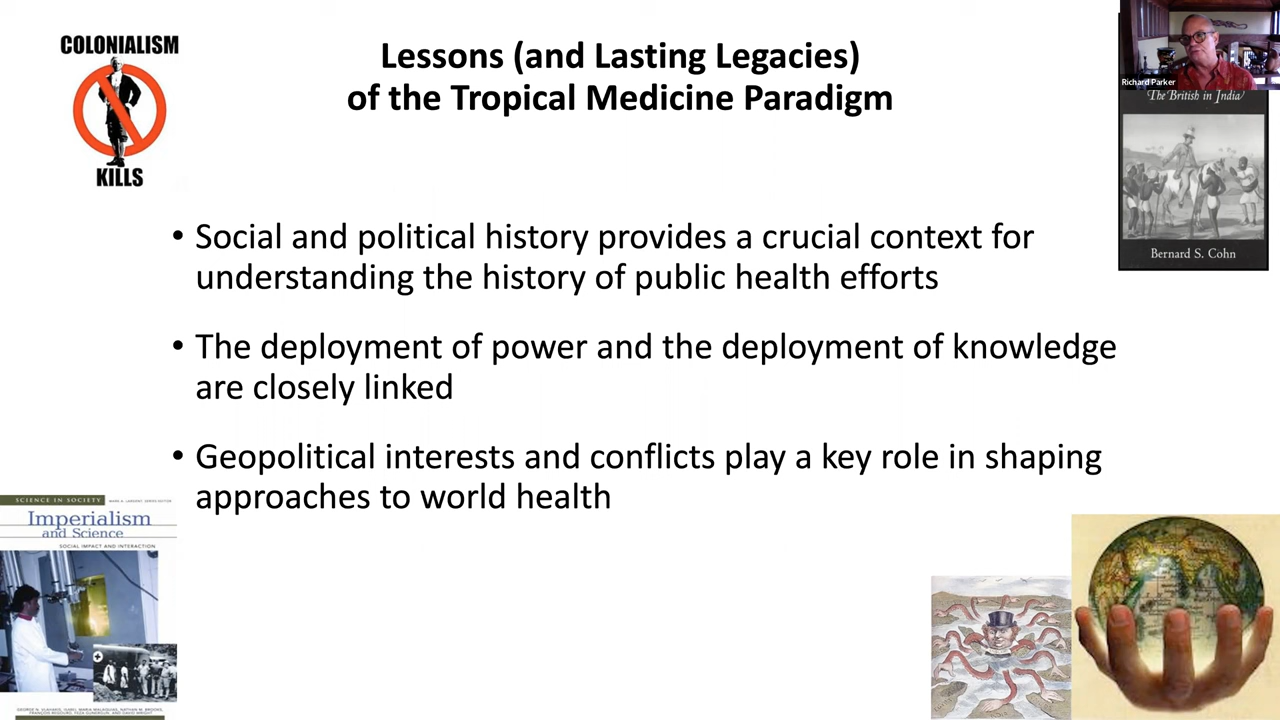 COLONIALISM
KILLS
Lessons (and Lasting Legacies)
of the Tropical Medicine Paradigm
Richard Parker
The British in India
Bernard S. Cohn
• Social and political history provides a crucial context for
understanding the history of public health efforts
• The deployment of power and the deployment of knowledge
are closely linked
• Geopolitical interests and conflicts play a key role in shaping
approaches to world health
SCIENCE IN SOCIETY
Imperialism
and Science
SOCIAL IMPACT AND INTERACTION